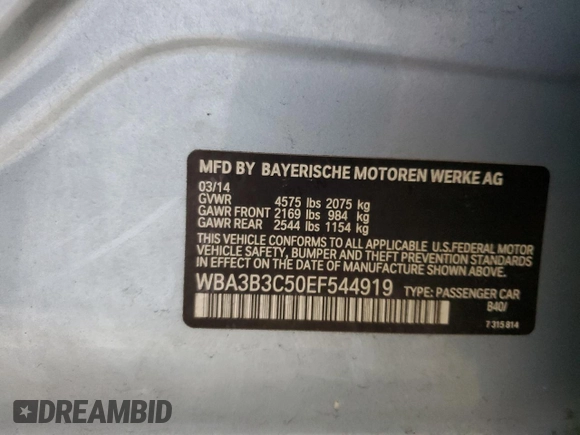 MFD BY BAYERISCHE MOTOREN WERKE AG
03/14
GVWR 4575 lbs 2075 kg
GAWR FRONT 2169 lbs 984 kg
GAWR REAR 2544 lbs 1154 kg
THIS VEHICLE CONFORMS TO ALL APPLICABLE U.S.FEDERAL MOTOR
VEHICLE SAFETY, BUMPER AND THEFT PREVENTION STANDARDS
IN EFFECT ON THE DATE OF MANUFACTURE SHOWN ABOVE.
WBA3B3C50EF544919 TYPE: PASSENGER CAR
B40/
7 315 814
DREAMBID